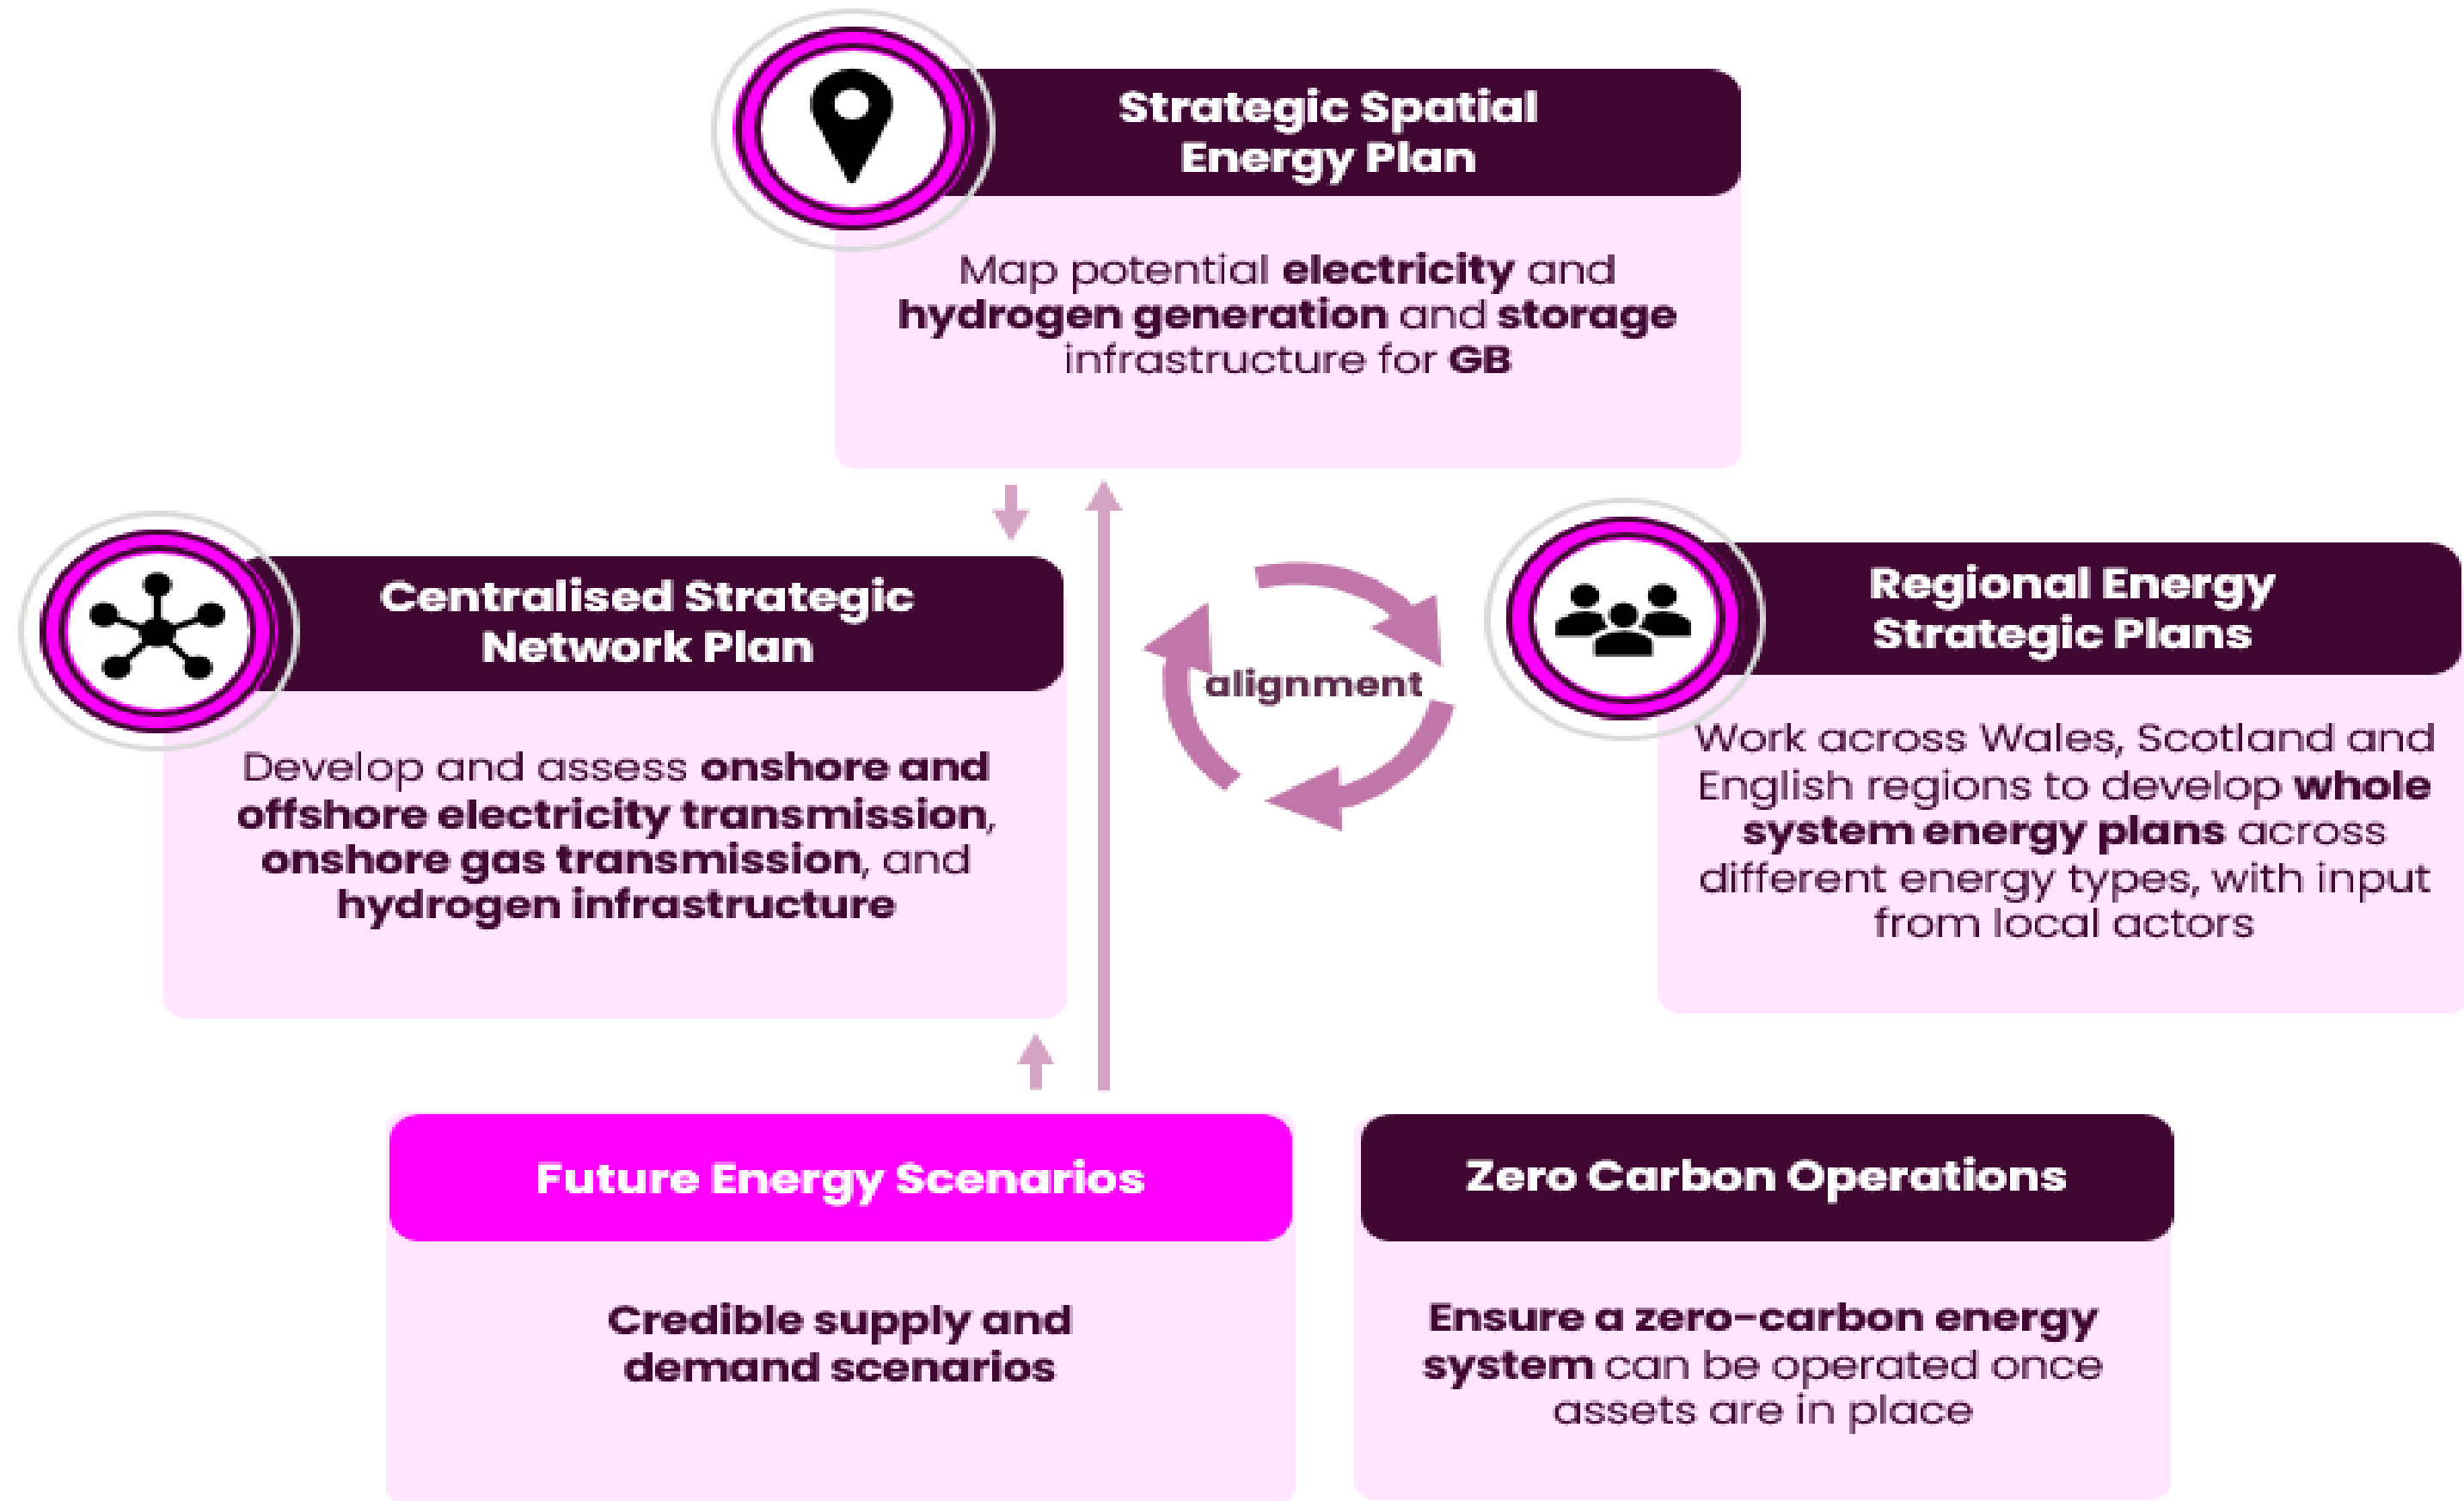 Strategic Spatial
Energy Plan
Map potential electricity and
hydrogen generation and storage
infrastructure for GB
Centralised Strategic
Network Plan
Develop and assess onshore and
offshore electricity transmission,
onshore gas transmission, and
hydrogen infrastructure
alignment
Regional Energy
Strategic Plans
Work across Wales, Scotland and
English regions to develop whole
system energy plans across
different energy types, with input
from local actors
Future Energy Scenarios
Credible supply and
demand scenarios
Zero Carbon Operations
Ensure a zero-carbon energy
system can be operated once
assets are in place